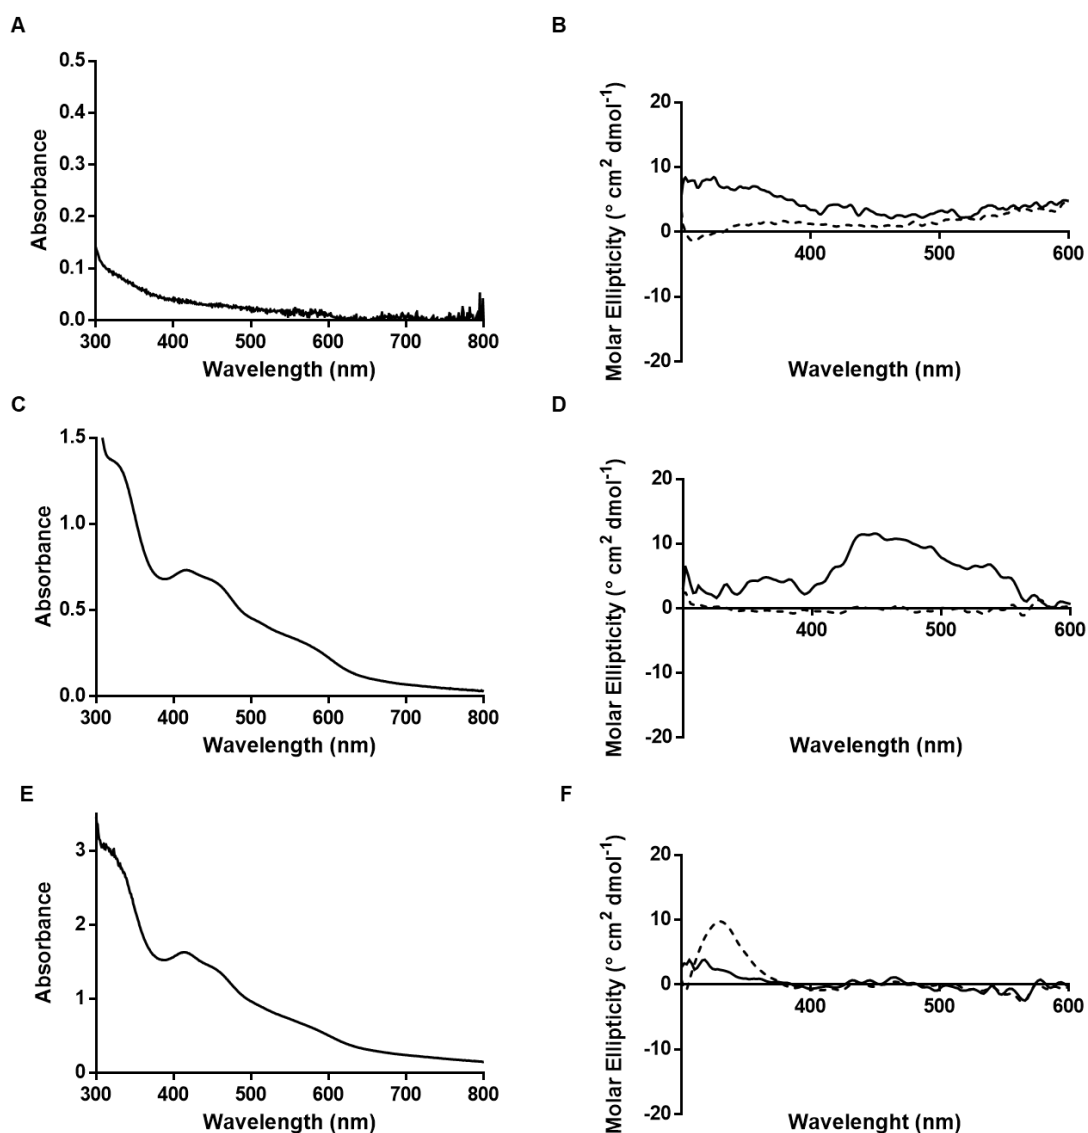 A
B
Absorbance
0.5
0.4
0.3
0.2
0.1
0.0
300 400 500 600 700 800
Wavelength (nm)
Molar Ellipticity (° cm² dmol⁻¹)
20
10
0
-10
-20
400 500 600
Wavelength (nm)
C
D
Absorbance
1.5
1.0
0.5
0.0
300 400 500 600 700 800
Wavelength (nm)
Molar Ellipticity (° cm² dmol⁻¹)
20
10
0
-10
-20
400 500 600
Wavelength (nm)
E
F
Absorbance
3
2
1
0
300 400 500 600 700 800
Wavelength (nm)
Molar Ellipticity (° cm² dmol⁻¹)
20
10
0
-10
-20
400 500 600
Wavelenght (nm)